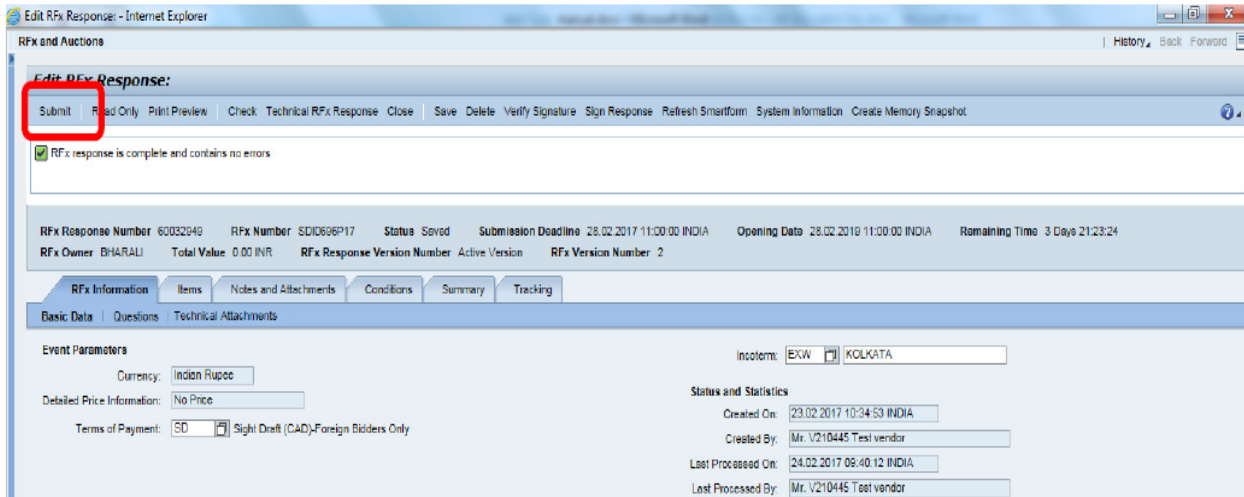 Edit RFx Response: - Internet Explorer
RFx and Auctions
History Back Forward
Edit RFx Response:
Submit Read Only Print Preview Check Technical RFx Response Close Save Delete Verify Signature Sign Response Refresh Smartform System Information Create Memory Snapshot
RFx response is complete and contains no errors
RFx Response Number 60032949 RFx Number SDI0696P17 Status Saved Submission Deadline 28.02.2017 11:00:00 INDIA Opening Date 28.02.2019 11:00:00 INDIA Remaining Time 3 Days 21:23:24
RFx Owner BHARALI Total Value 0.00 INR RFx Response Version Number Active Version RFx Version Number 2
RFx Information Items Notes and Attachments Conditions Summary Tracking
Basic Data Questions Technical Attachments
Event Parameters
Currency: Indian Rupee
Detailed Price Information: No Price
Terms of Payment: SD Sight Draft (CAD)-Foreign Bidders Only
Incoterm: EXW KOLKATA
Status and Statistics
Created On: 23.02.2017 10:34:53 INDIA
Created By: Mr. V210445 Test vendor
Last Processed On: 24.02.2017 09:40:12 INDIA
Last Processed By: Mr. V210445 Test vendor